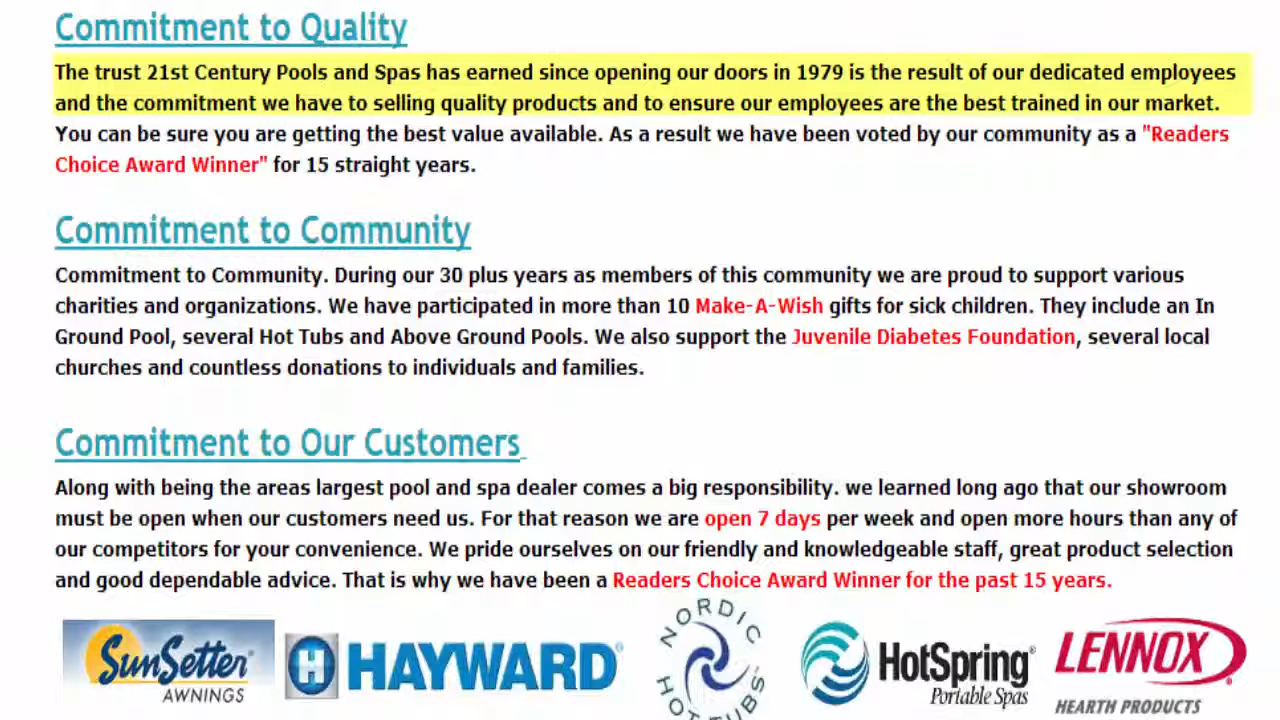 Commitment to Quality
The trust 21st Century Pools and Spas has earned since opening our doors in 1979 is the result of our dedicated employees
and the commitment we have to selling quality products and to ensure our employees are the best trained in our market.
You can be sure you are getting the best value available. As a result we have been voted by our community as a "Readers
Choice Award Winner" for 15 straight years.
Commitment to Community
Commitment to Community. During our 30 plus years as members of this community we are proud to support various
charities and organizations. We have participated in more than 10 Make-A-Wish gifts for sick children. They include an In
Ground Pool, several Hot Tubs and Above Ground Pools. We also support the Juvenile Diabetes Foundation, several local
churches and countless donations to individuals and families.
Commitment to Our Customers
Along with being the areas largest pool and spa dealer comes a big responsibility. we learned long ago that our showroom
must be open when our customers need us. For that reason we are open 7 days per week and open more hours than any of
our competitors for your convenience. We pride ourselves on our friendly and knowledgeable staff, great product selection
and good dependable advice. That is why we have been a Readers Choice Award Winner for the past 15 years.
SunSetter®
AWNINGS
H HAYWARD®
NORDIC
HOT TUBS™
HotSpring®
Portable Spas
LENNOX®
HEARTH PRODUCTS